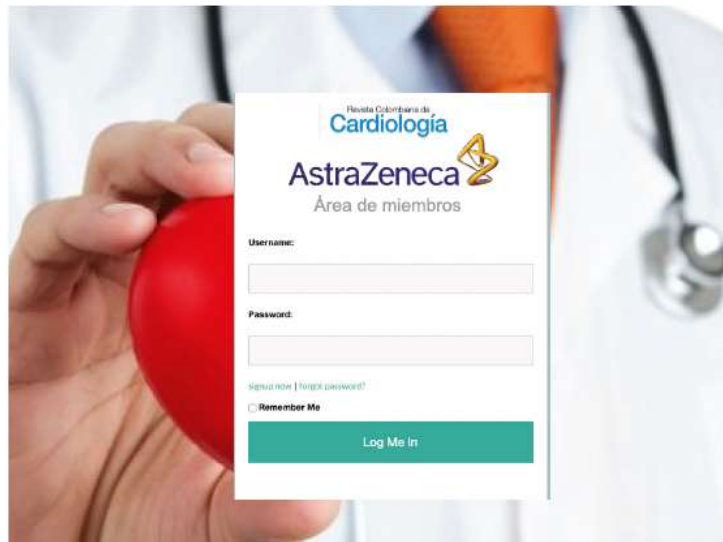 Revista Colombiana de
Cardiología
AstraZeneca
Área de miembros
Username:
Password:
signup now | forgot password?
Remember Me
Log Me In